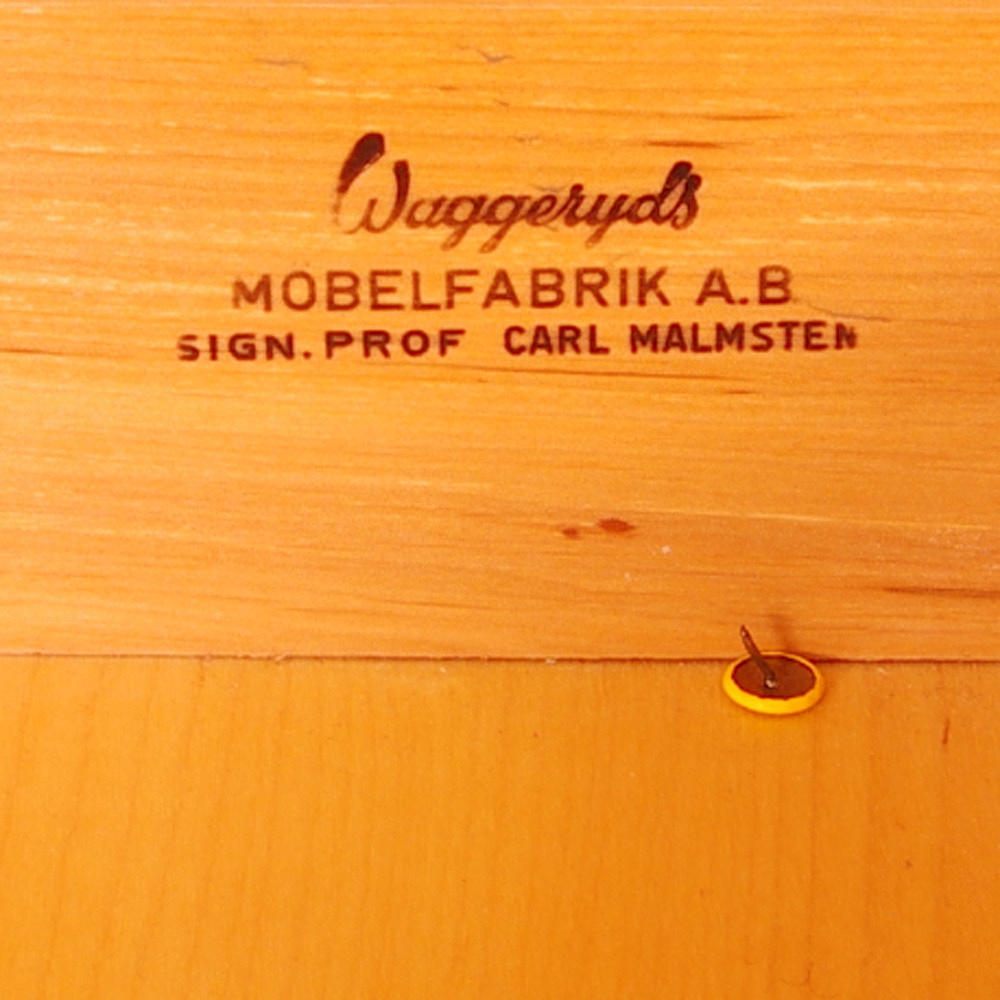 Waggeryds
MOBELFABRIK A.B
SIGN. PROF CARL MALMSTEN